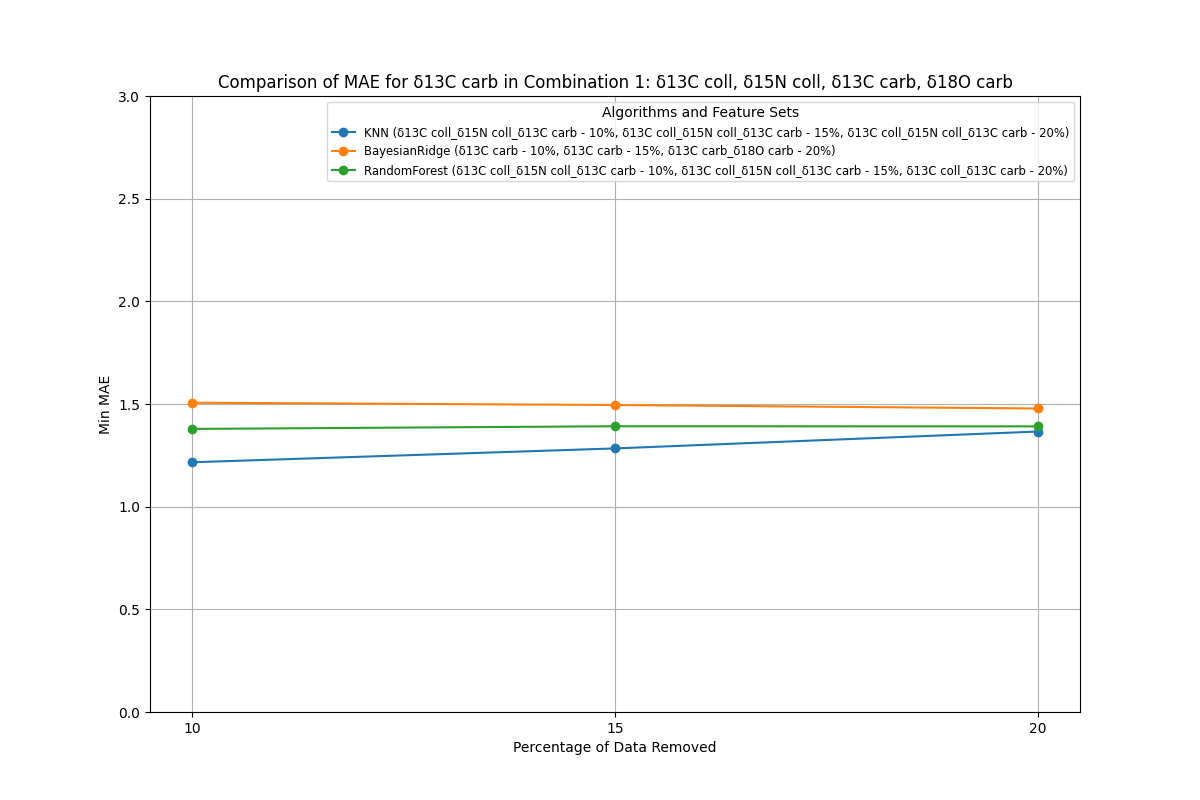 Comparison of MAE for δ13C carb in Combination 1: δ13C coll, δ15N coll, δ13C carb, δ18O carb
Algorithms and Feature Sets
KNN (δ13C coll_δ15N coll_δ13C carb - 10%, δ13C coll_δ15N coll_δ13C carb - 15%, δ13C coll_δ15N coll_δ13C carb - 20%)
BayesianRidge (δ13C carb - 10%, δ13C carb - 15%, δ13C carb_δ18O carb - 20%)
RandomForest (δ13C coll_δ15N coll_δ13C carb - 10%, δ13C coll_δ15N coll_δ13C carb - 15%, δ13C coll_δ13C carb - 20%)
3.0
2.5
2.0
1.5
1.0
0.5
0.0
Min MAE
10 15 20
Percentage of Data Removed